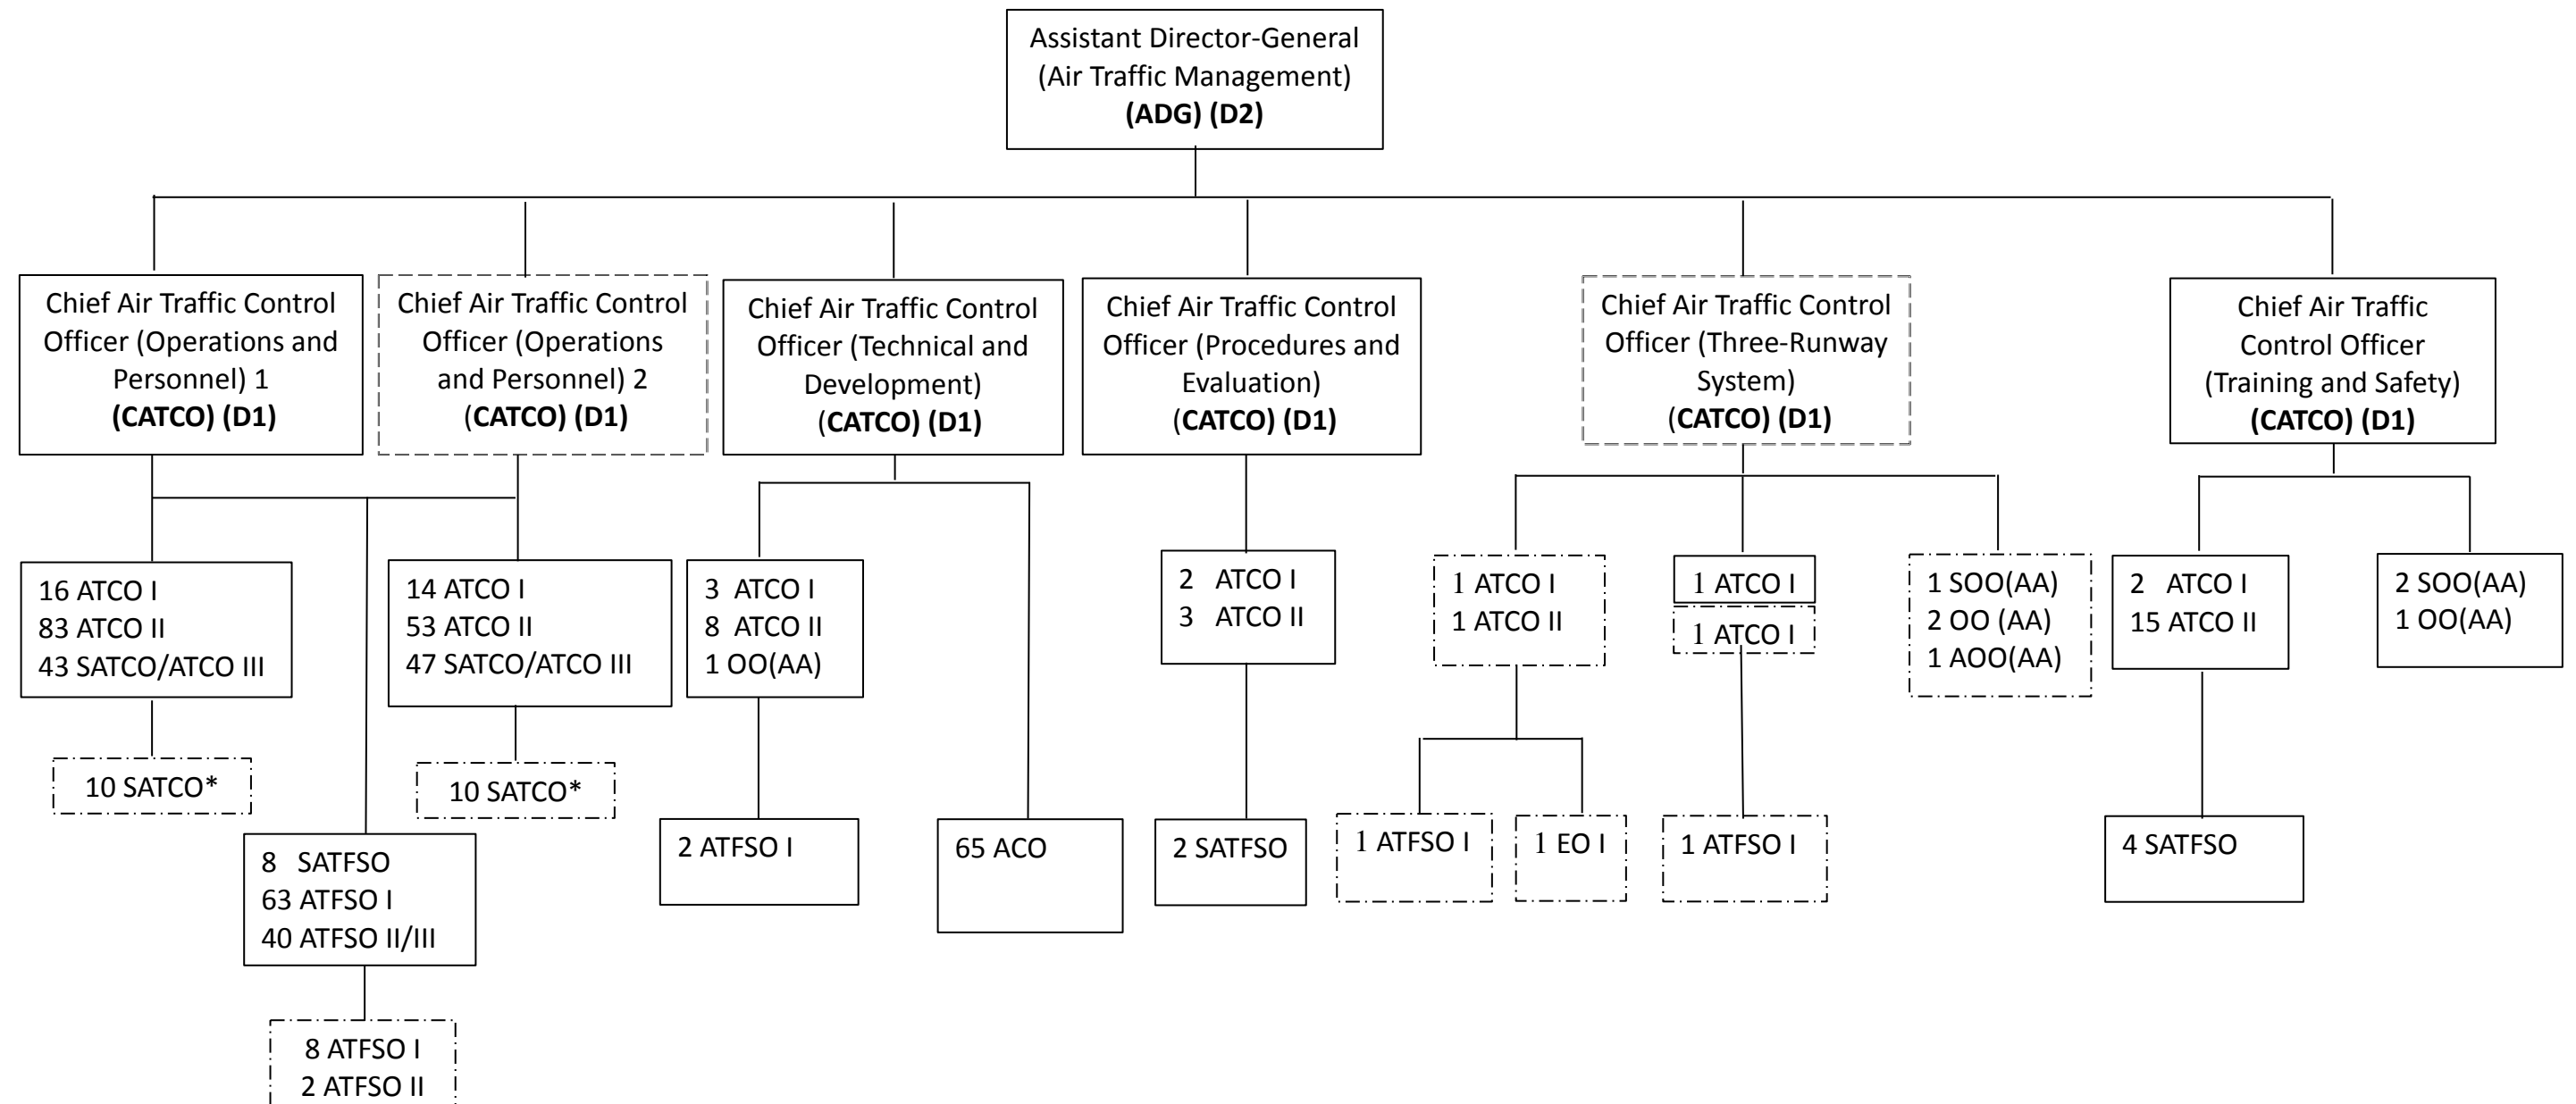 Assistant Director-General
(Air Traffic Management)
(ADG) (D2)
Chief Air Traffic Control
Officer (Operations and
Personnel) 1
(CATCO) (D1)
Chief Air Traffic Control
Officer (Operations
and Personnel) 2
(CATCO) (D1)
Chief Air Traffic Control
Officer (Technical and
Development)
(CATCO) (D1)
Chief Air Traffic Control
Officer (Procedures and
Evaluation)
(CATCO) (D1)
Chief Air Traffic Control
Officer (Three-Runway
System)
(CATCO) (D1)
Chief Air Traffic
Control Officer
(Training and Safety)
(CATCO) (D1)
16 ATCO I
83 ATCO II
43 SATCO/ATCO III
14 ATCO I
53 ATCO II
47 SATCO/ATCO III
3 ATCO I
8 ATCO II
1 OO(AA)
2 ATCO I
3 ATCO II
1 ATCO I
1 ATCO II
1 ATCO I
1 ATCO I
1 SOO(AA)
2 OO (AA)
1 AOO(AA)
2 ATCO I
15 ATCO II
2 SOO(AA)
1 OO(AA)
10 SATCO*
10 SATCO*
8 SATFSO
63 ATFSO I
40 ATFSO II/III
2 ATFSO I
65 ACO
2 SATFSO
1 ATFSO I
1 EO I
1 ATFSO I
4 SATFSO
8 ATFSO I
2 ATFSO II